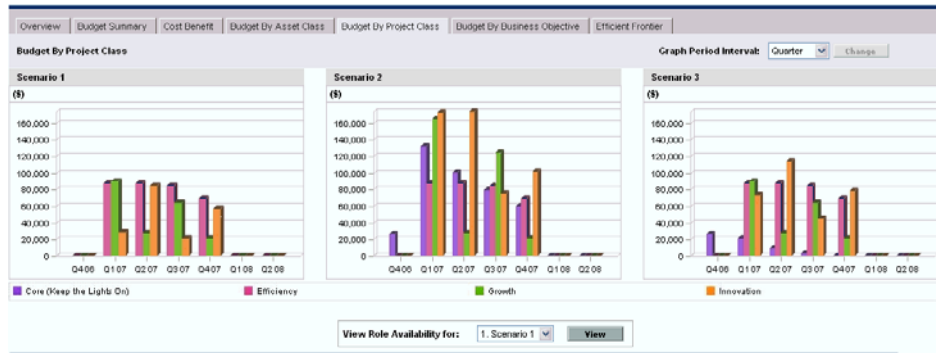 Overview Budget Summary Cost Benefit Budget By Asset Class Budget By Project Class Budget By Business Objective Efficient Frontier
Budget By Project Class Graph Period Interval: Quarter Change
Scenario 1 Scenario 2 Scenario 3
($) ($) ($)
160,000 160,000 160,000
140,000 140,000 140,000
120,000 120,000 120,000
100,000 100,000 100,000
80,000 80,000 80,000
60,000 60,000 60,000
40,000 40,000 40,000
20,000 20,000 20,000
0 0 0
Q4 06 Q1 07 Q2 07 Q3 07 Q4 07 Q1 08 Q2 08 Q4 06 Q1 07 Q2 07 Q3 07 Q4 07 Q1 08 Q2 08 Q4 06 Q1 07 Q2 07 Q3 07 Q4 07 Q1 08 Q2 08
Core (Keep the Lights On) Efficiency Growth Innovation
View Role Availability for: 1. Scenario 1 View